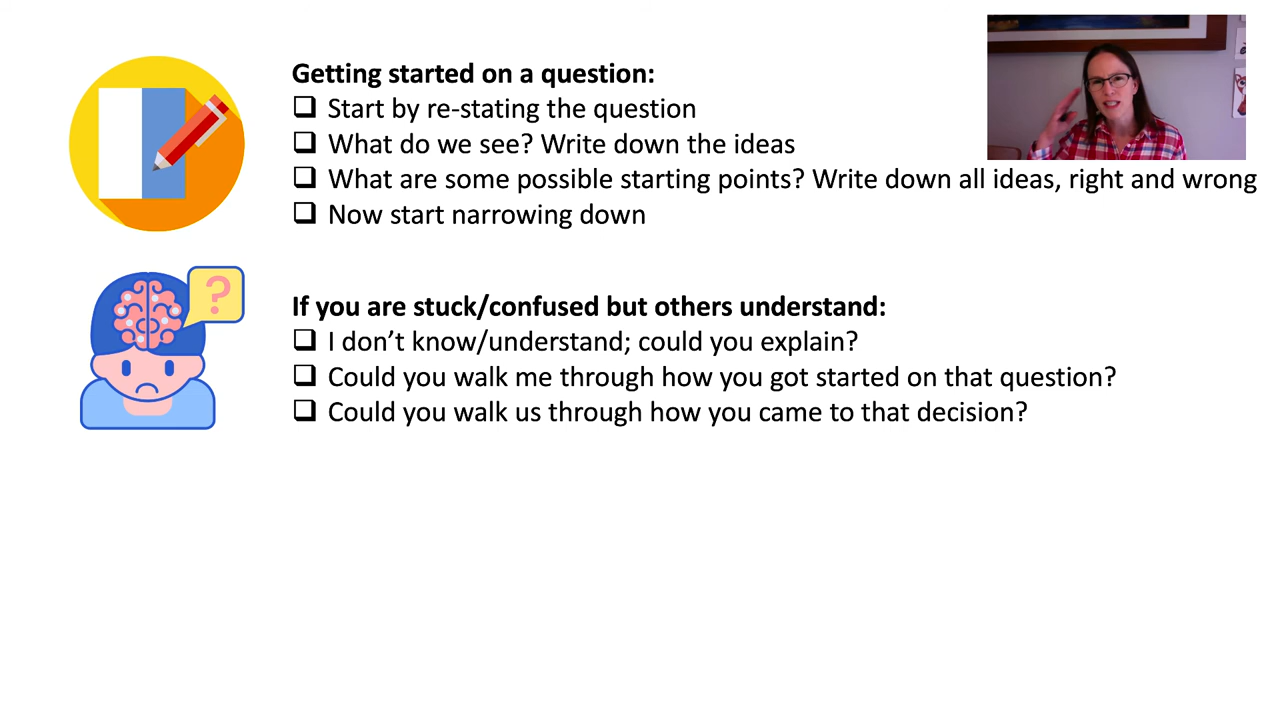 Getting started on a question:
❑ Start by re-stating the question
❑ What do we see? Write down the ideas
❑ What are some possible starting points? Write down all ideas, right and wrong
❑ Now start narrowing down
?
If you are stuck/confused but others understand:
❑ I don’t know/understand; could you explain?
❑ Could you walk me through how you got started on that question?
❑ Could you walk us through how you came to that decision?